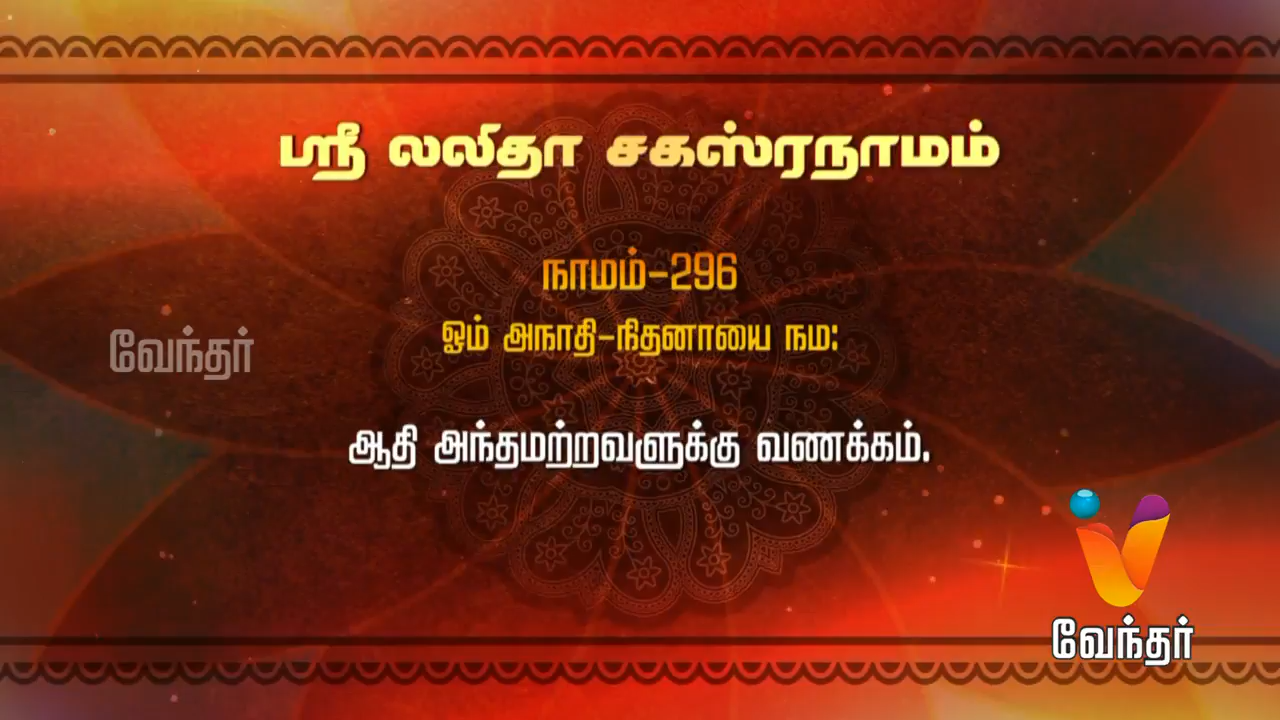 ஸ்ரீ லலிதா சகஸ்ரநாமம்
நாமம்-296
ஓம் அநாதி-நிதனாயை நம:
வேந்தர்
ஆதி அந்தமற்றவளுக்கு வணக்கம்.
வேந்தர்